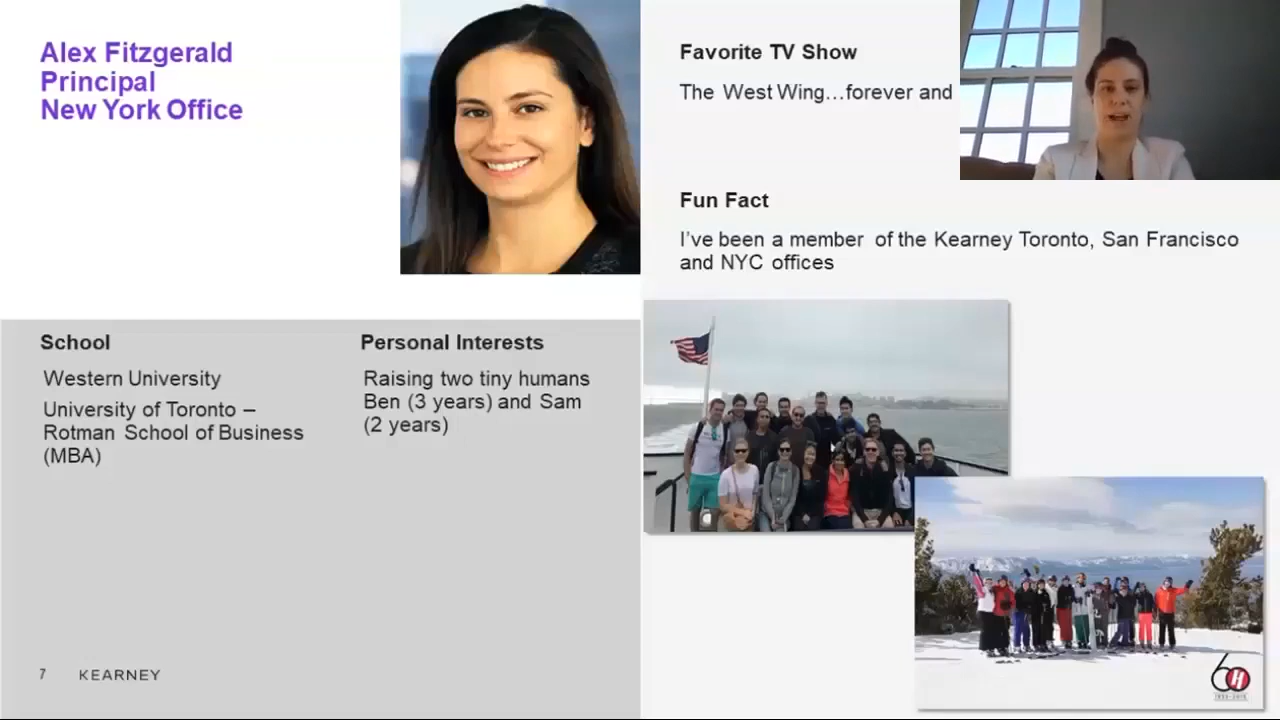 Alex Fitzgerald
Principal
New York Office
Favorite TV Show
The West Wing…forever and
Fun Fact
I’ve been a member of the Kearney Toronto, San Francisco
and NYC offices
School
Western University
University of Toronto –
Rotman School of Business
(MBA)
Personal Interests
Raising two tiny humans
Ben (3 years) and Sam
(2 years)
7 KEARNEY
60
H